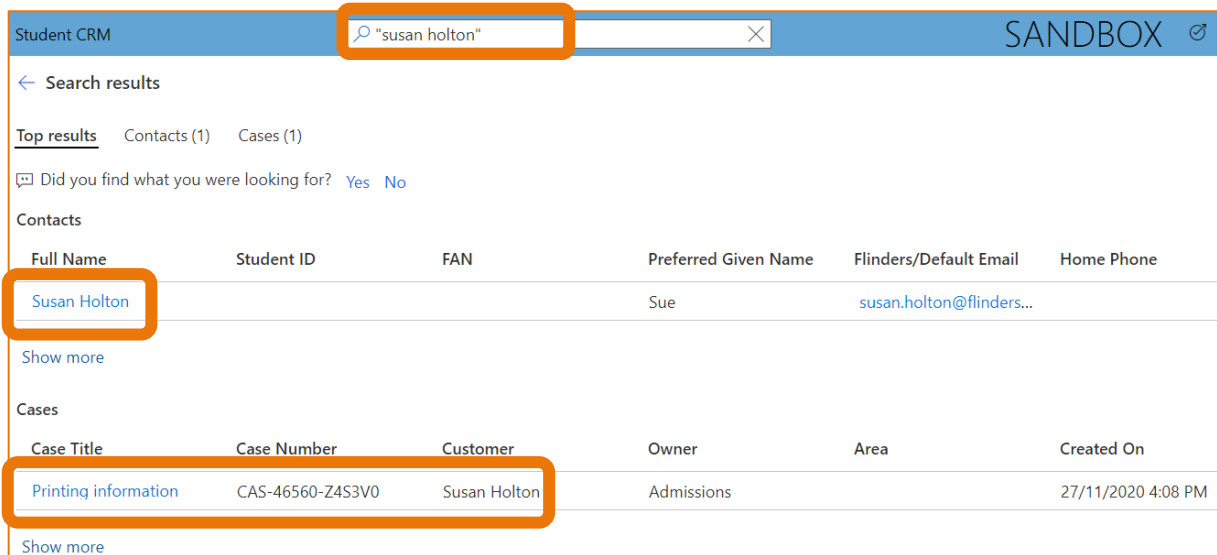 Student CRM "susan holton" SANDBOX
Search results
Top results Contacts (1) Cases (1)
Did you find what you were looking for? Yes No
Contacts
Full Name Student ID FAN Preferred Given Name Flinders/Default Email Home Phone
Susan Holton Sue susan.holton@flinders...
Show more
Cases
Case Title Case Number Customer Owner Area Created On
Printing information CAS-46560-Z4S3V0 Susan Holton Admissions 27/11/2020 4:08 PM
Show more